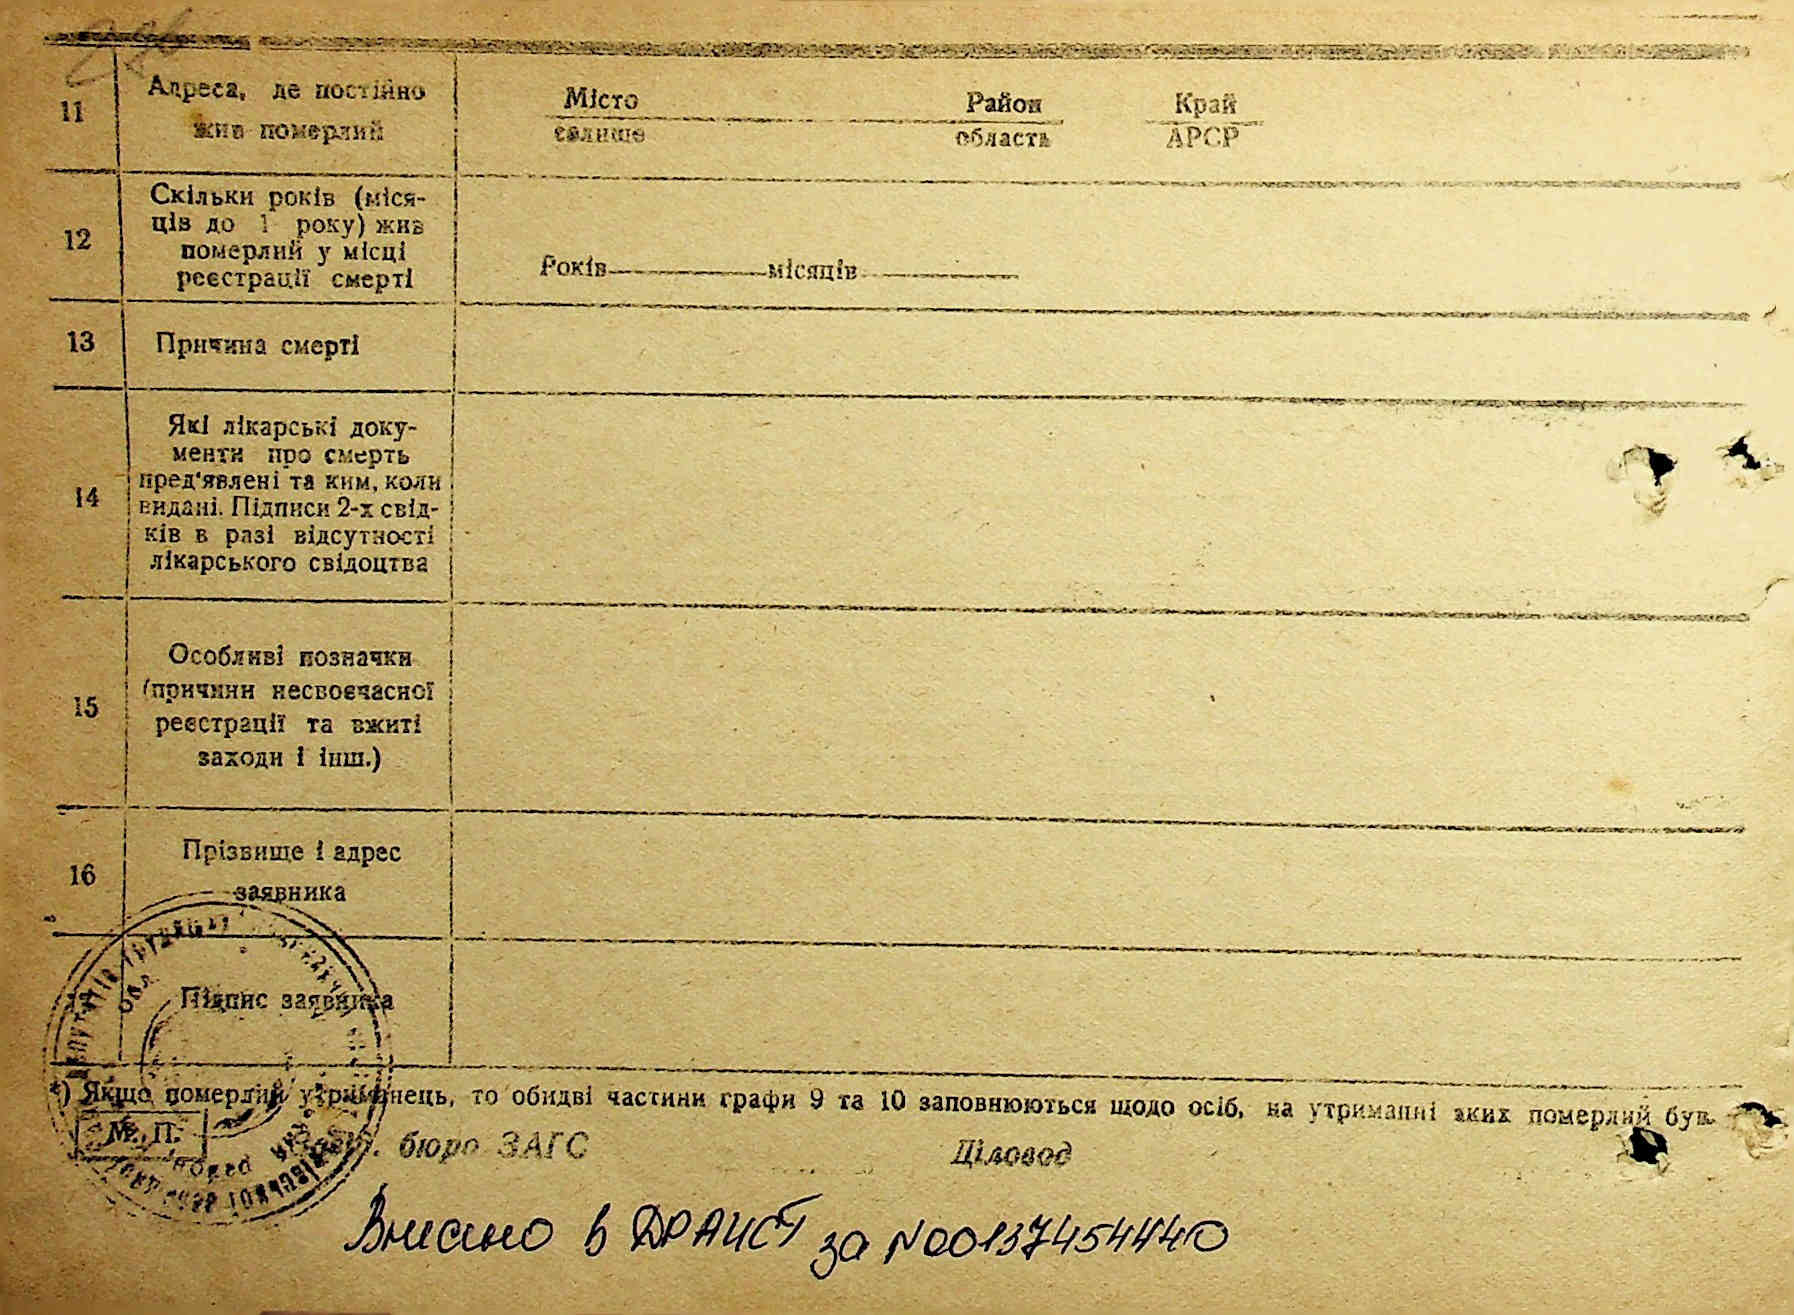 11
Адреса, де постійно
жив померлий
Місто Район Край
селище область АРСР
12
Скільки років (міся-
ців до 1 року) жив
померлий у місці
реєстрації смерті
Років місяців
13
Причина смерті
14
Які лікарські доку-
менти про смерть
пред'явлені та ким, коли
видані. Підписи 2-х свід-
ків в разі відсутності
лікарського свідоцтва
15
Особливі позначки
(причини несвоєчасної
реєстрації та вжиті
заходи і інш.)
16
Прізвище і адрес
заявника
Підпис заявника
*) Якщо померлий утриманець, то обидві частини графи 9 та 10 заповнюються щодо осіб, на утриманні яких померлий був.
М. П.
бюро ЗАГС Діловод
Внесено в ДРАЦСГ за №00137454440